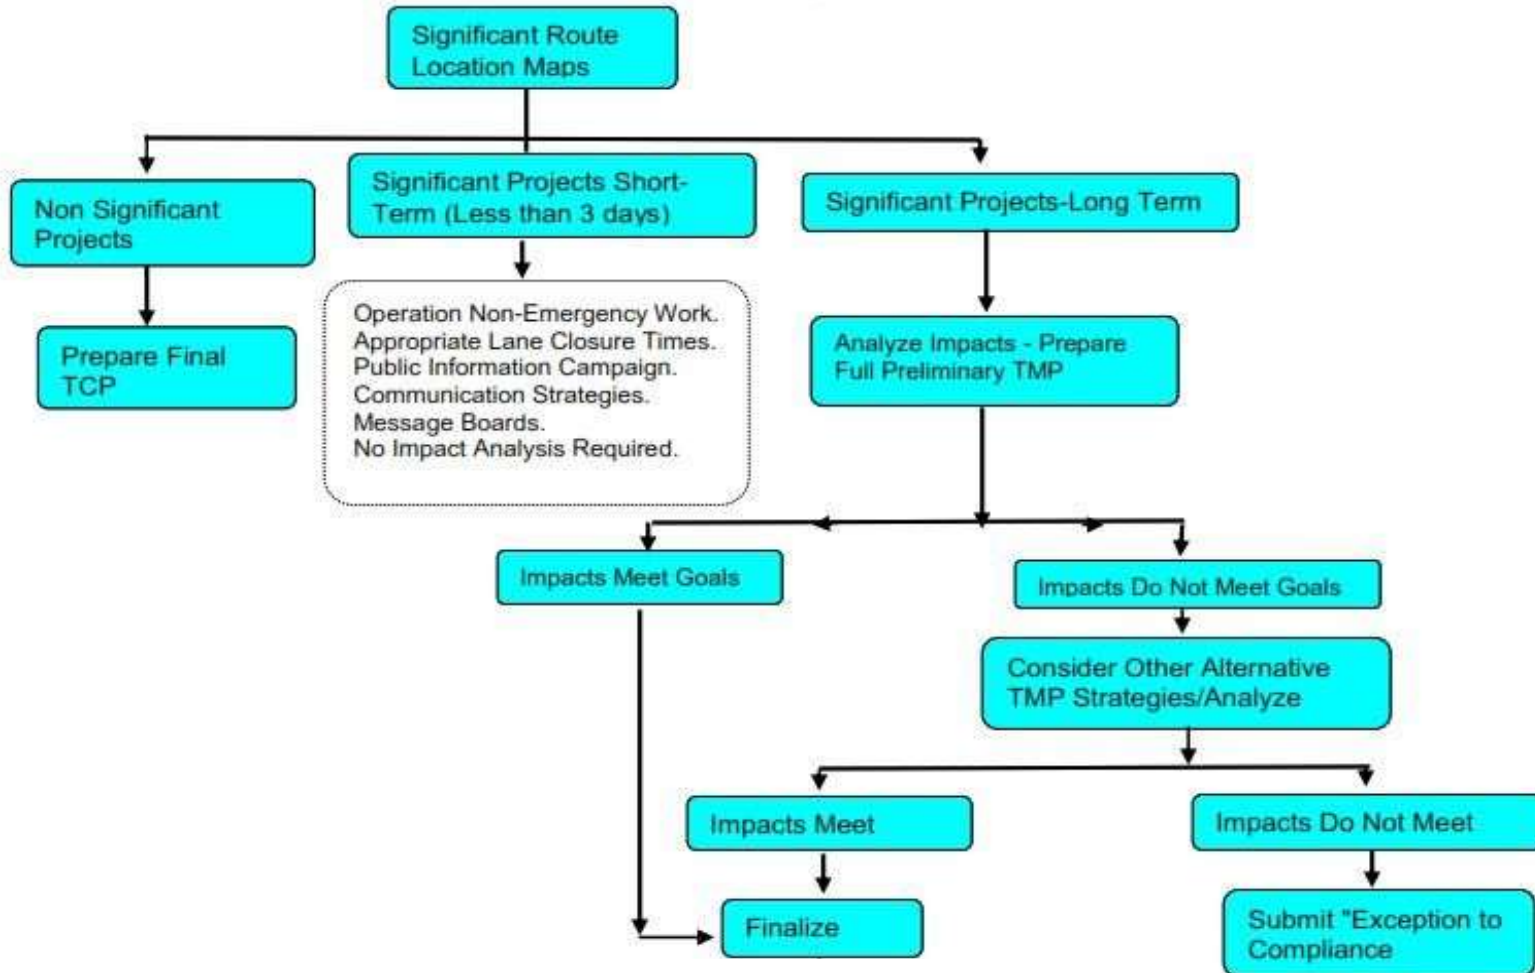 Significant Route
Location Maps
Non Significant
Projects
Significant Projects Short-
Term (Less than 3 days)
Significant Projects-Long Term
Prepare Final
TCP
Operation Non-Emergency Work.
Appropriate Lane Closure Times.
Public Information Campaign.
Communication Strategies.
Message Boards.
No Impact Analysis Required.
Analyze Impacts - Prepare
Full Preliminary TMP
Impacts Meet Goals
Impacts Do Not Meet Goals
Consider Other Alternative
TMP Strategies/Analyze
Impacts Meet
Impacts Do Not Meet
Finalize
Submit "Exception to
Compliance